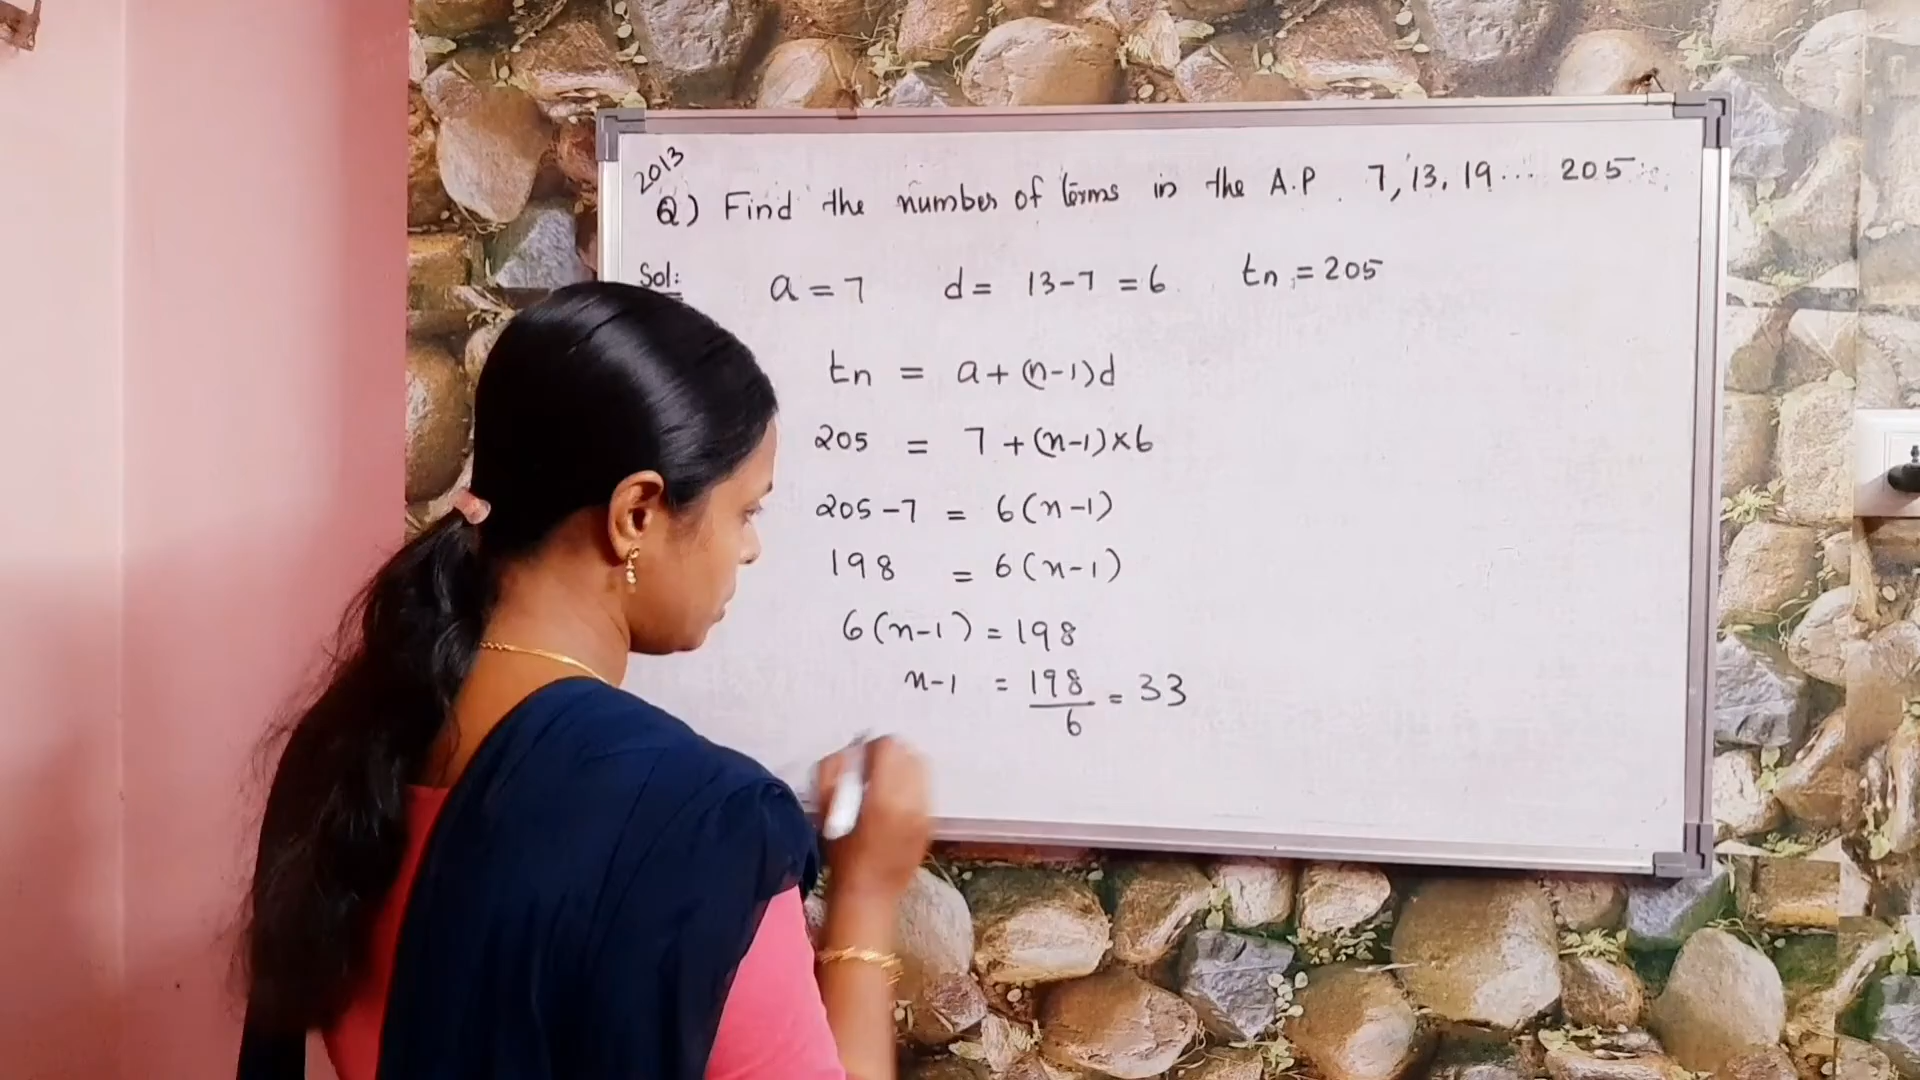 2013
Q) Find the number of terms in the A.P. 7, 13, 19... 205
Sol:
a = 7 d = 13-7 = 6 tn = 205
tn = a+(n-1)d
205 = 7+(n-1)×6
205-7 = 6(n-1)
198 = 6(n-1)
6(n-1) = 198
n-1 = 198/6 = 33